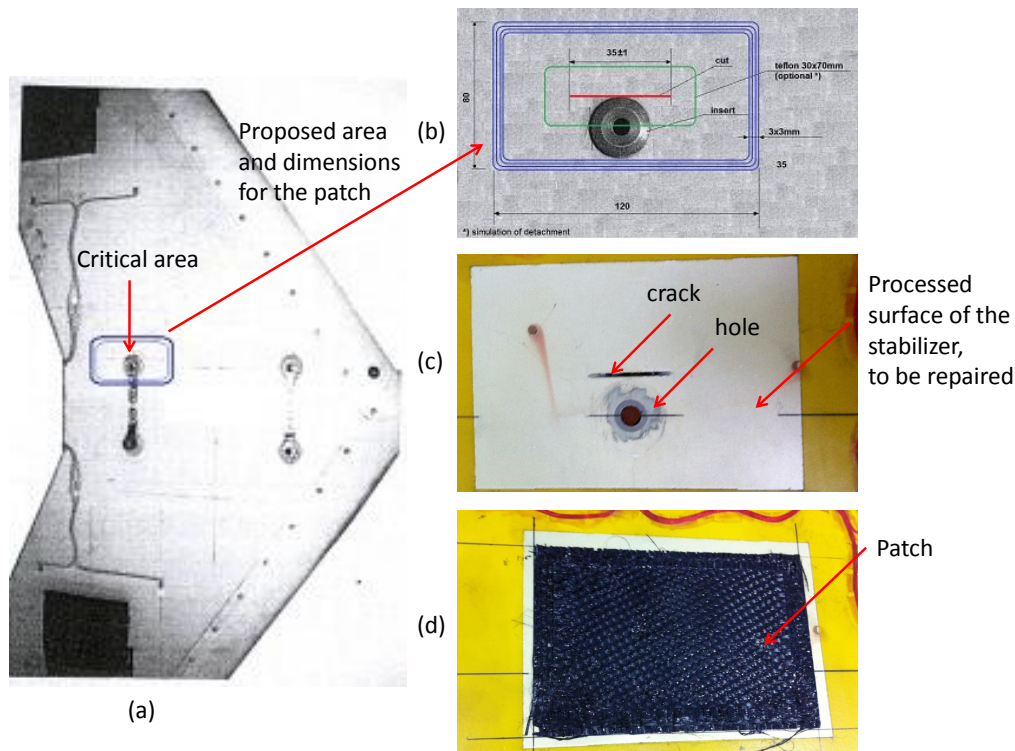 Proposed area
and dimensions
for the patch
Critical area
(a)
(b)
35±1
cut
teflon 30x70mm
(optional *)
insert
80
3x3mm
35
120
*) simulation of detachment
(c)
crack
hole
Processed
surface of the
stabilizer,
to be repaired
(d)
Patch